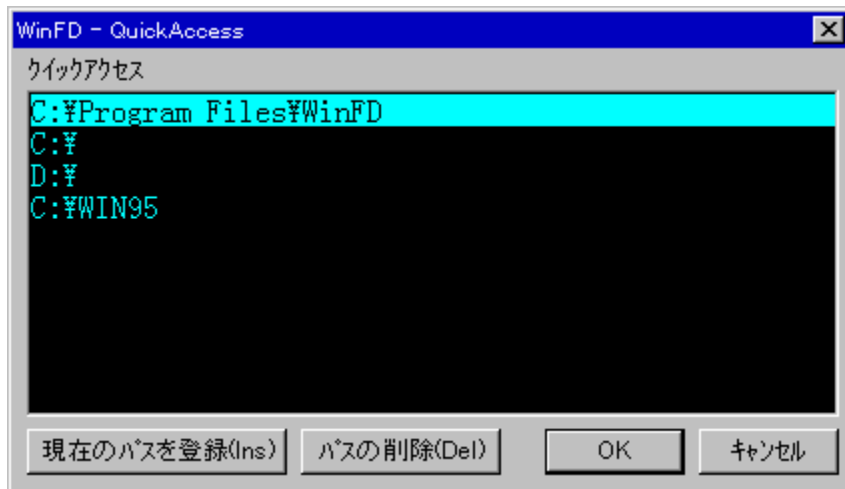 WinFD - QuickAccess
ｸｲｯｸｱｸｾｽ
C:¥Program Files¥WinFD
C:¥
D:¥
C:¥WIN95
現在のﾊﾟｽを登録(Ins) ﾊﾟｽの削除(Del) OK ｷｬﾝｾﾙ